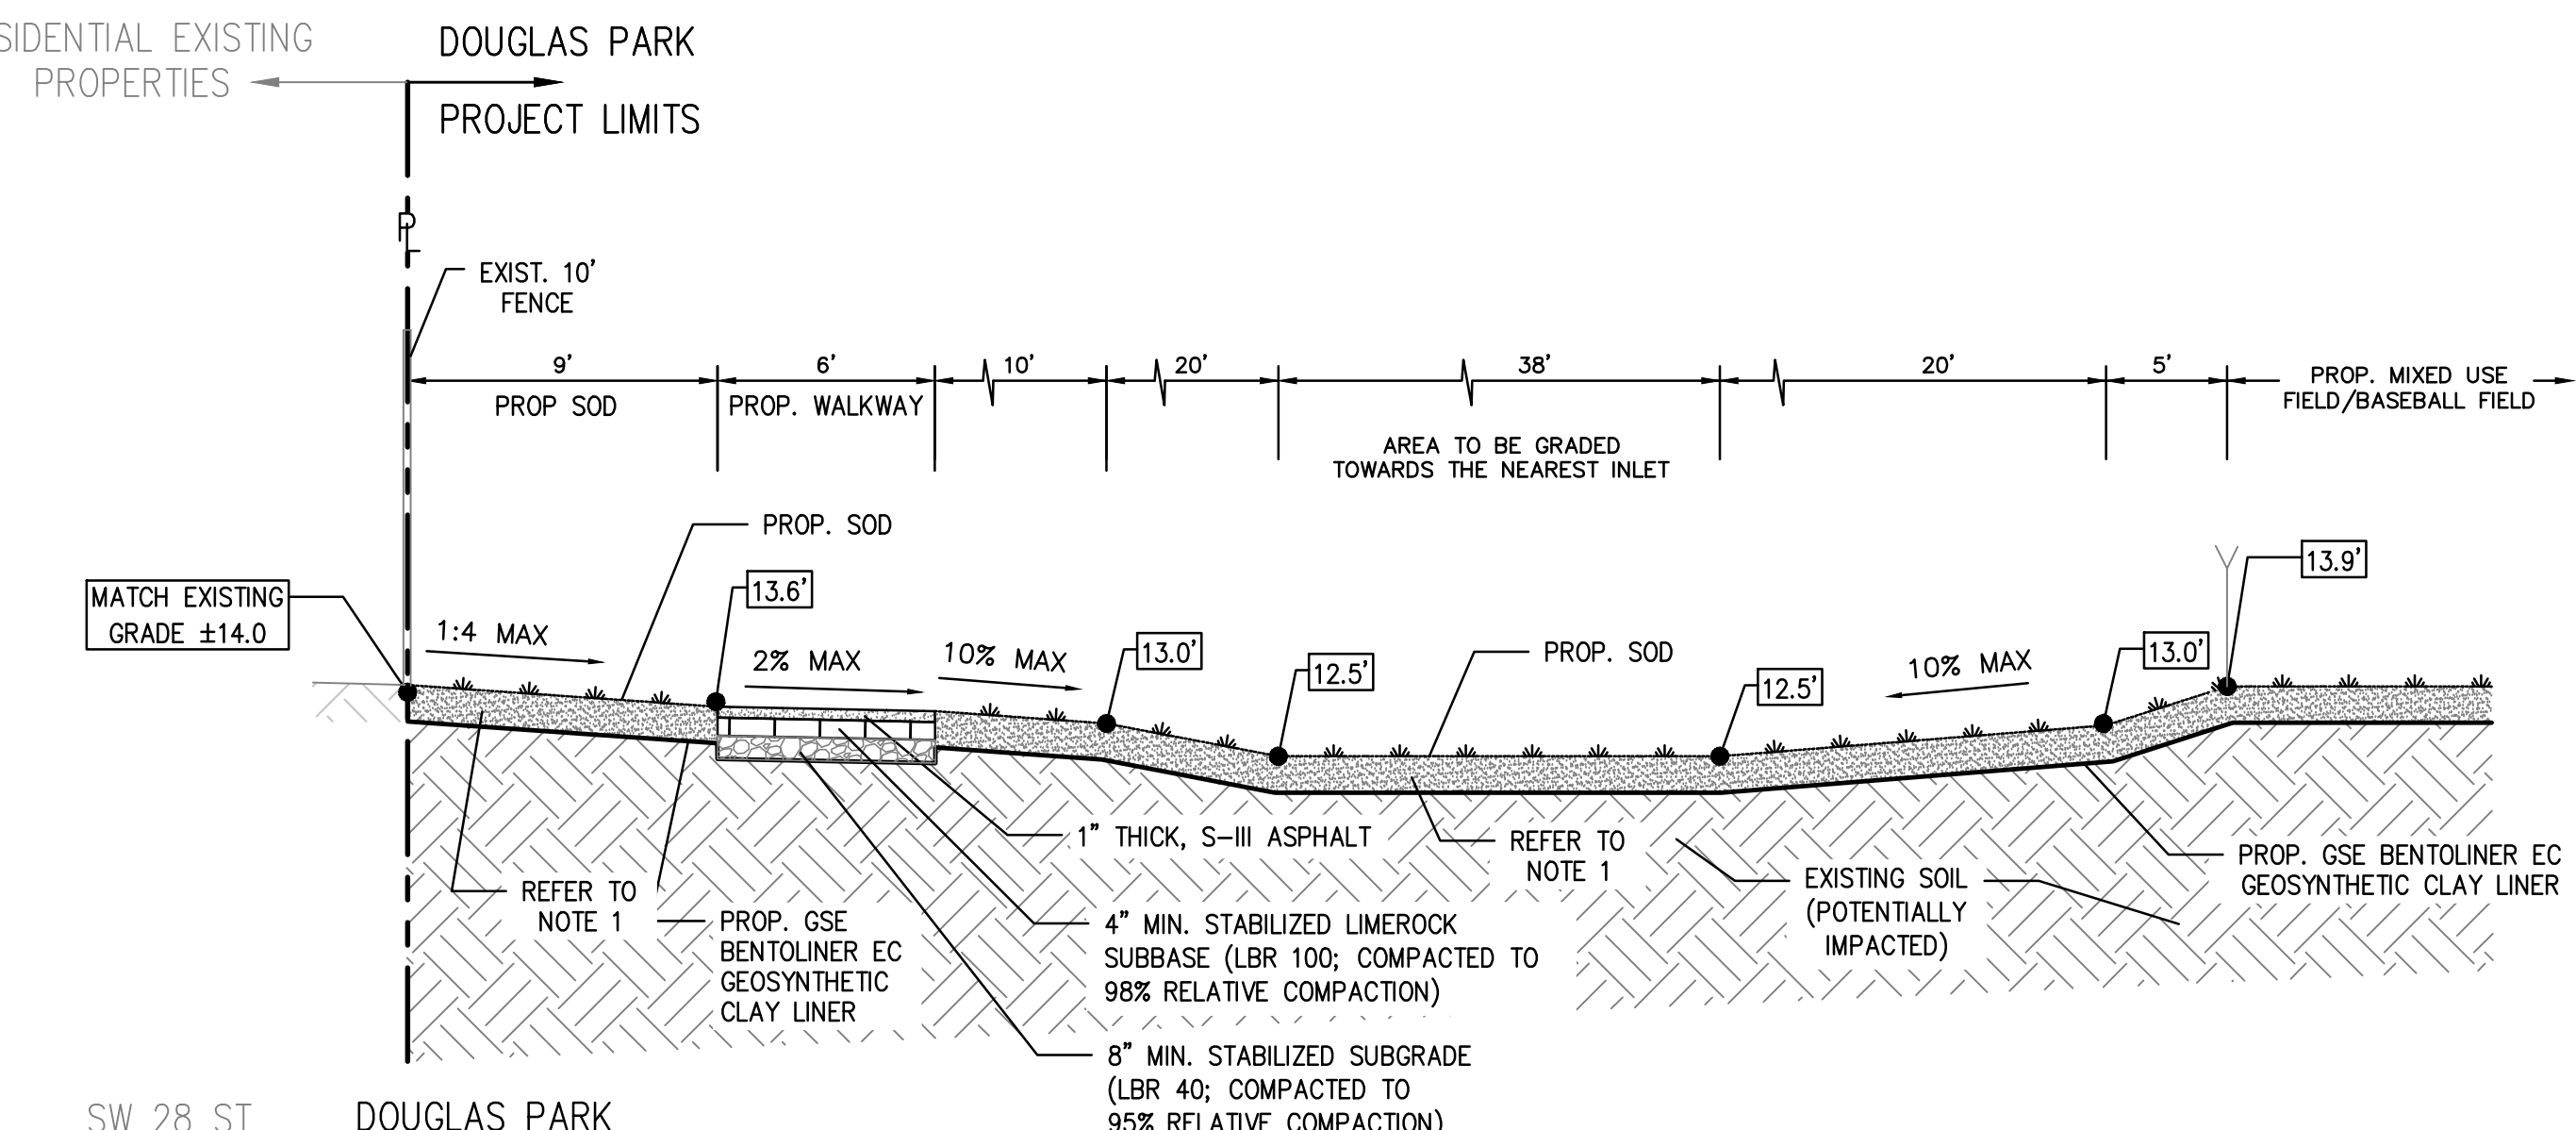 SIDENTIAL EXISTING
PROPERTIES
DOUGLAS PARK
PROJECT LIMITS
PL
EXIST. 10'
FENCE
9'
6'
10'
20'
38'
20'
5'
PROP SOD
PROP. WALKWAY
PROP. MIXED USE
FIELD/BASEBALL FIELD
AREA TO BE GRADED
TOWARDS THE NEAREST INLET
PROP. SOD
MATCH EXISTING
GRADE ±14.0
1:4 MAX
13.6'
2% MAX
10% MAX
13.0'
12.5'
PROP. SOD
12.5'
10% MAX
13.0'
13.9'
1" THICK, S-III ASPHALT
REFER TO
NOTE 1
REFER TO
NOTE 1
PROP. GSE
BENTOLINER EC
GEOSYNTHETIC
CLAY LINER
4" MIN. STABILIZED LIMEROCK
SUBBASE (LBR 100; COMPACTED TO
98% RELATIVE COMPACTION)
EXISTING SOIL
(POTENTIALLY
IMPACTED)
PROP. GSE BENTOLINER EC
GEOSYNTHETIC CLAY LINER
8" MIN. STABILIZED SUBGRADE
(LBR 40; COMPACTED TO
95% RELATIVE COMPACTION)
SW 28 ST
DOUGLAS PARK